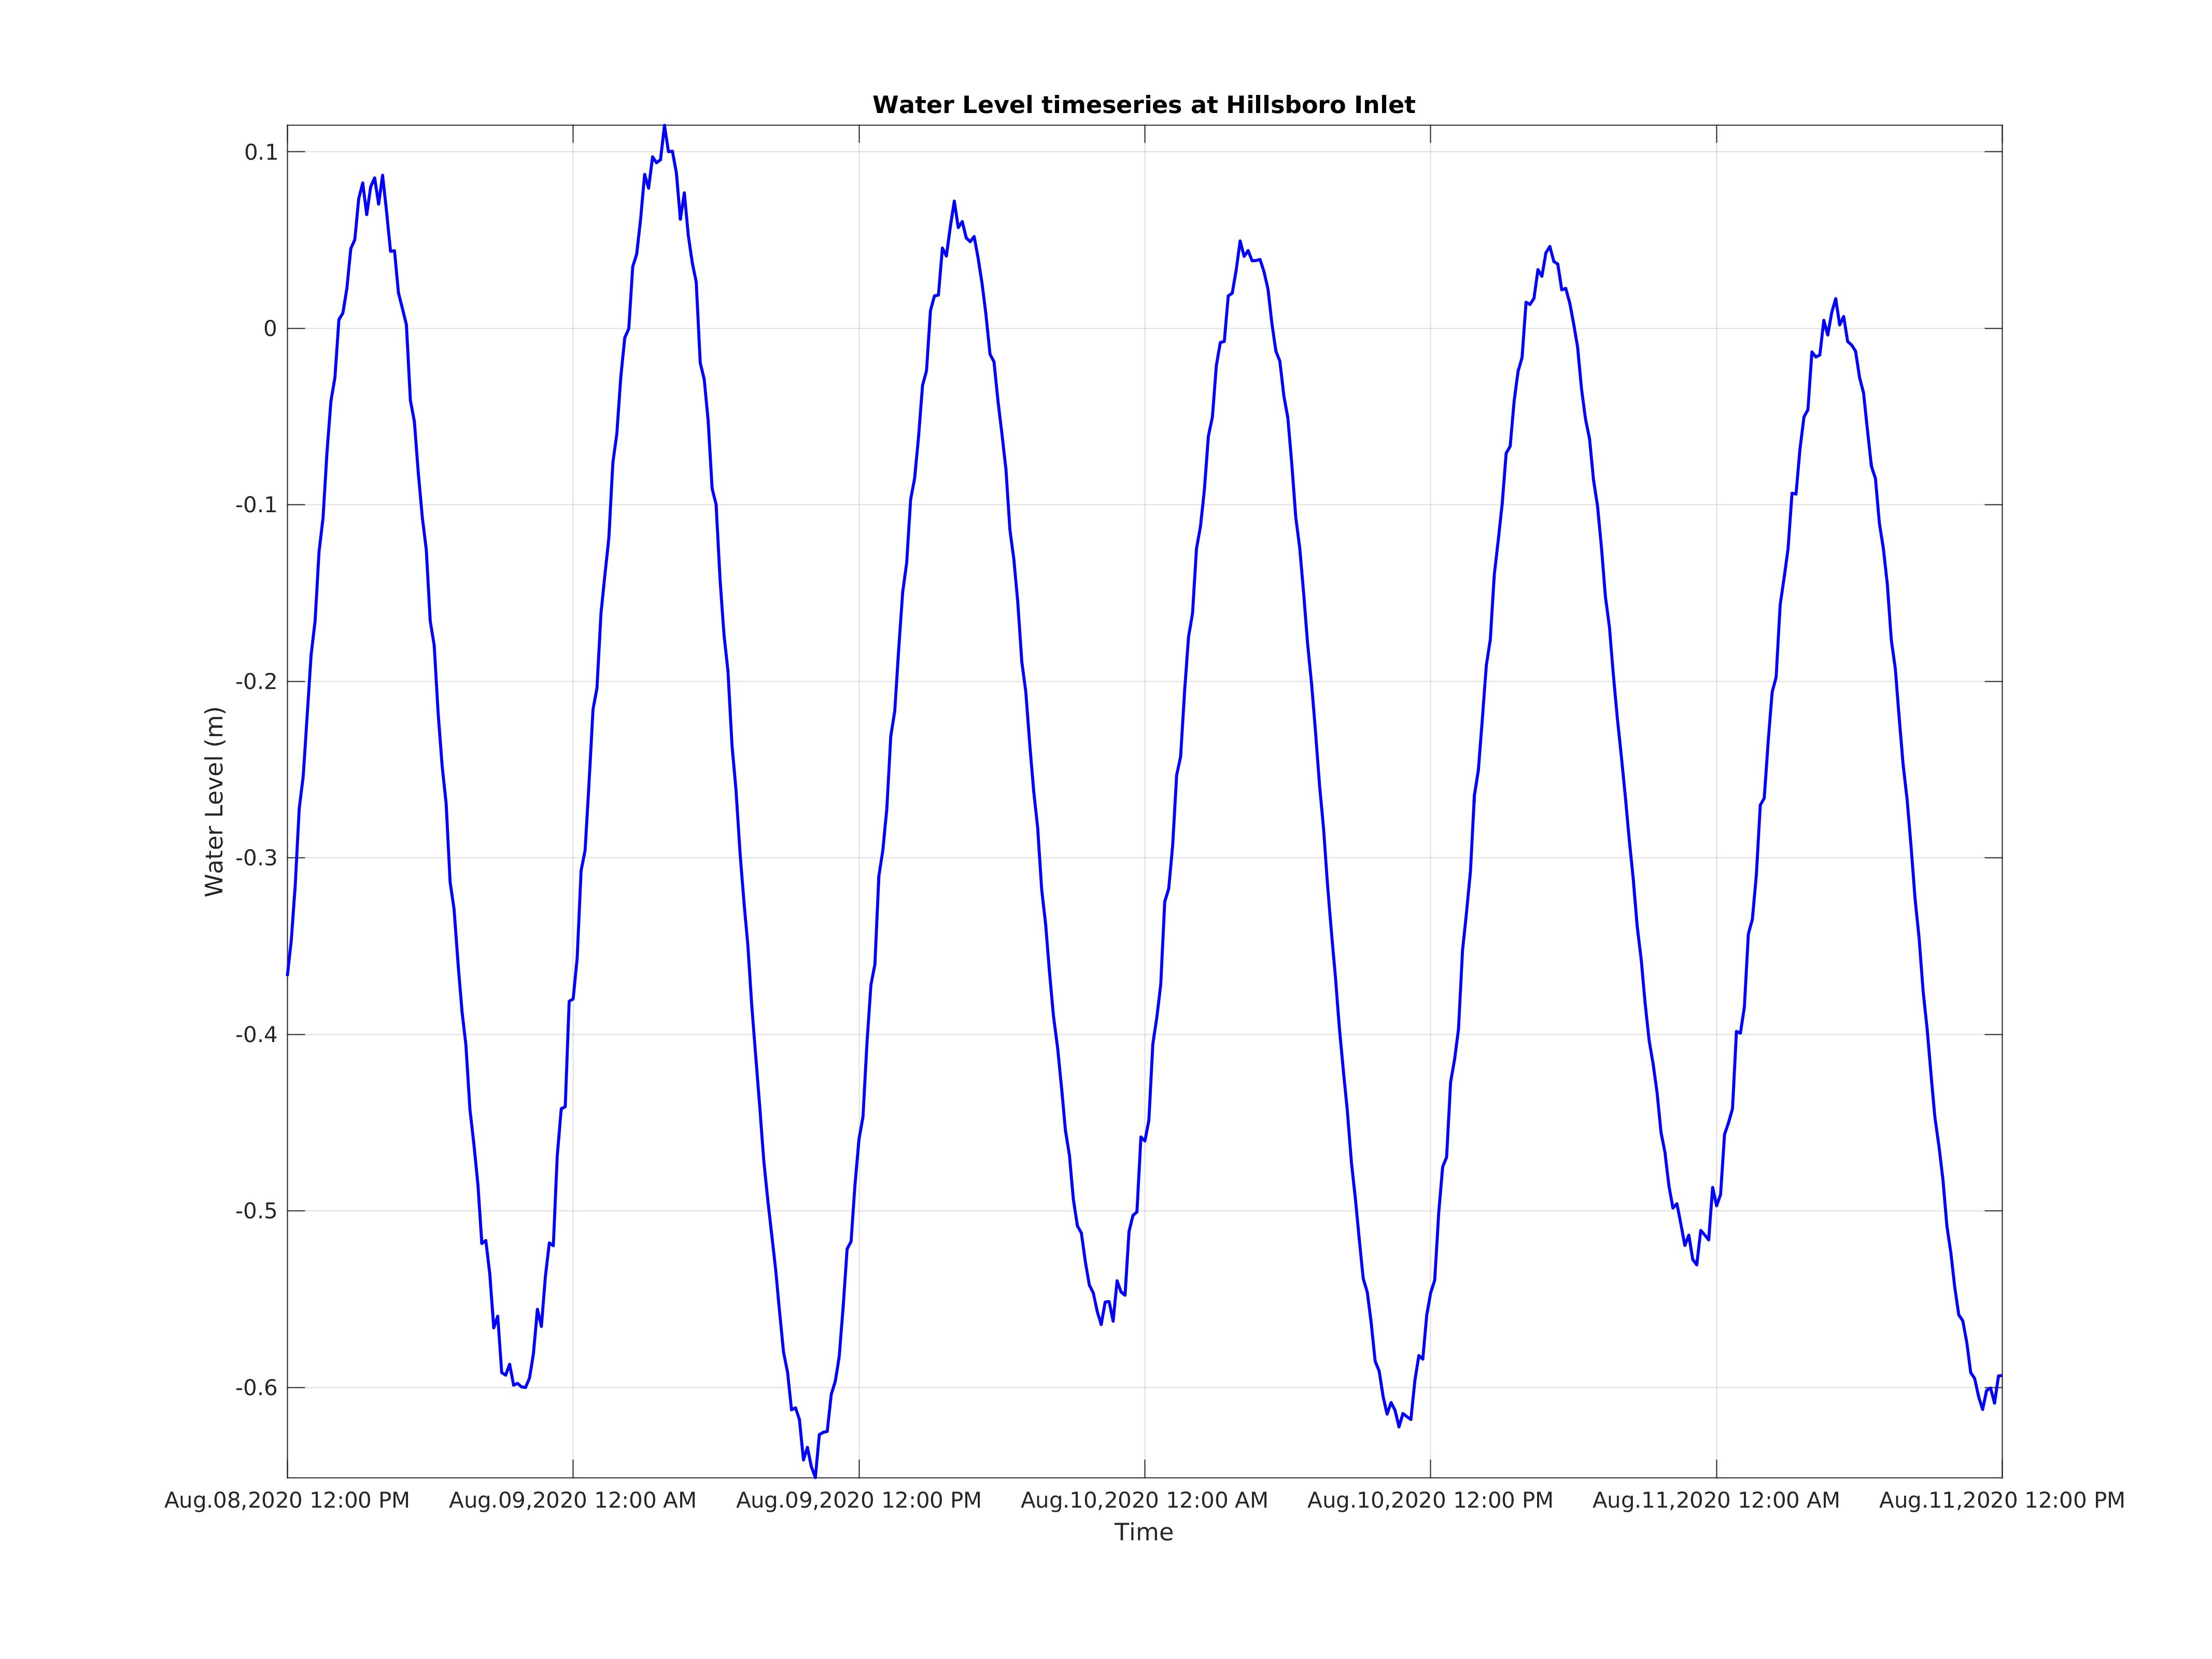 Water Level timeseries at Hillsboro Inlet
0.1
0
-0.1
-0.2
-0.3
-0.4
-0.5
-0.6
Water Level (m)
Aug.08,2020 12:00 PM Aug.09,2020 12:00 AM Aug.09,2020 12:00 PM Aug.10,2020 12:00 AM Aug.10,2020 12:00 PM Aug.11,2020 12:00 AM Aug.11,2020 12:00 PM
Time